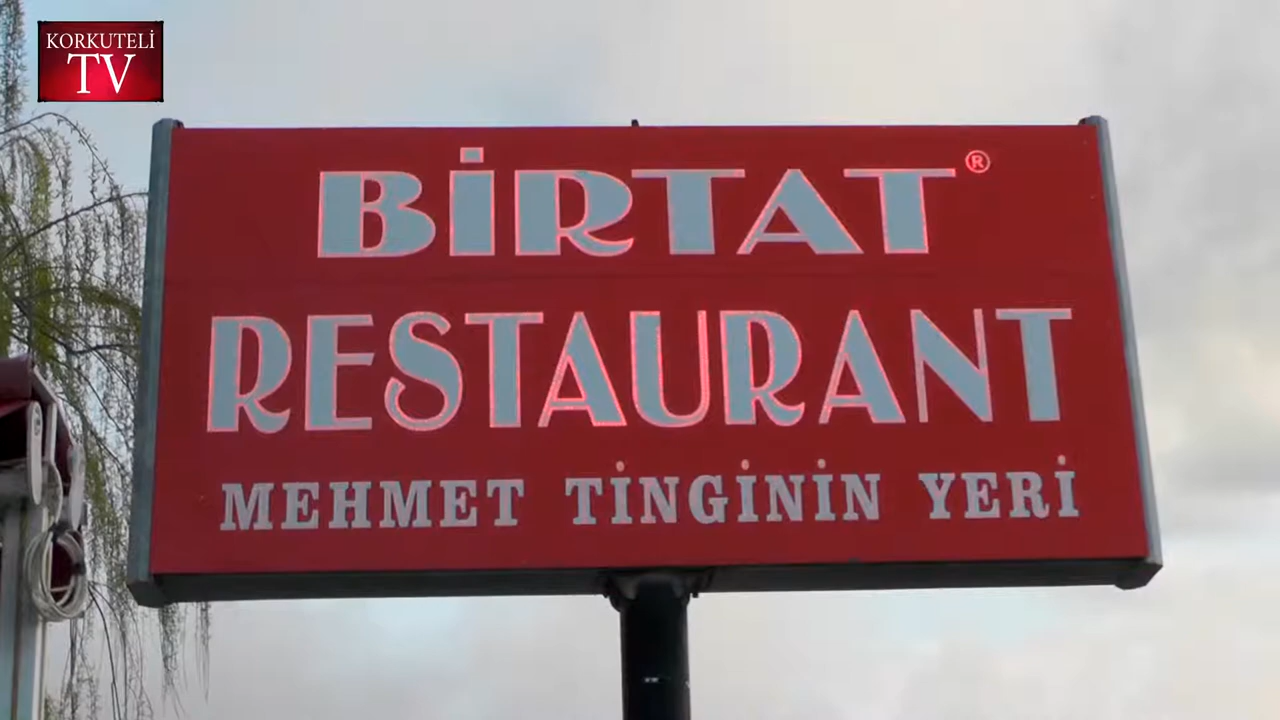 KORKUTELİ
TV
BİRTAT®
RESTAURANT
MEHMET TİNGİNİN YERİ